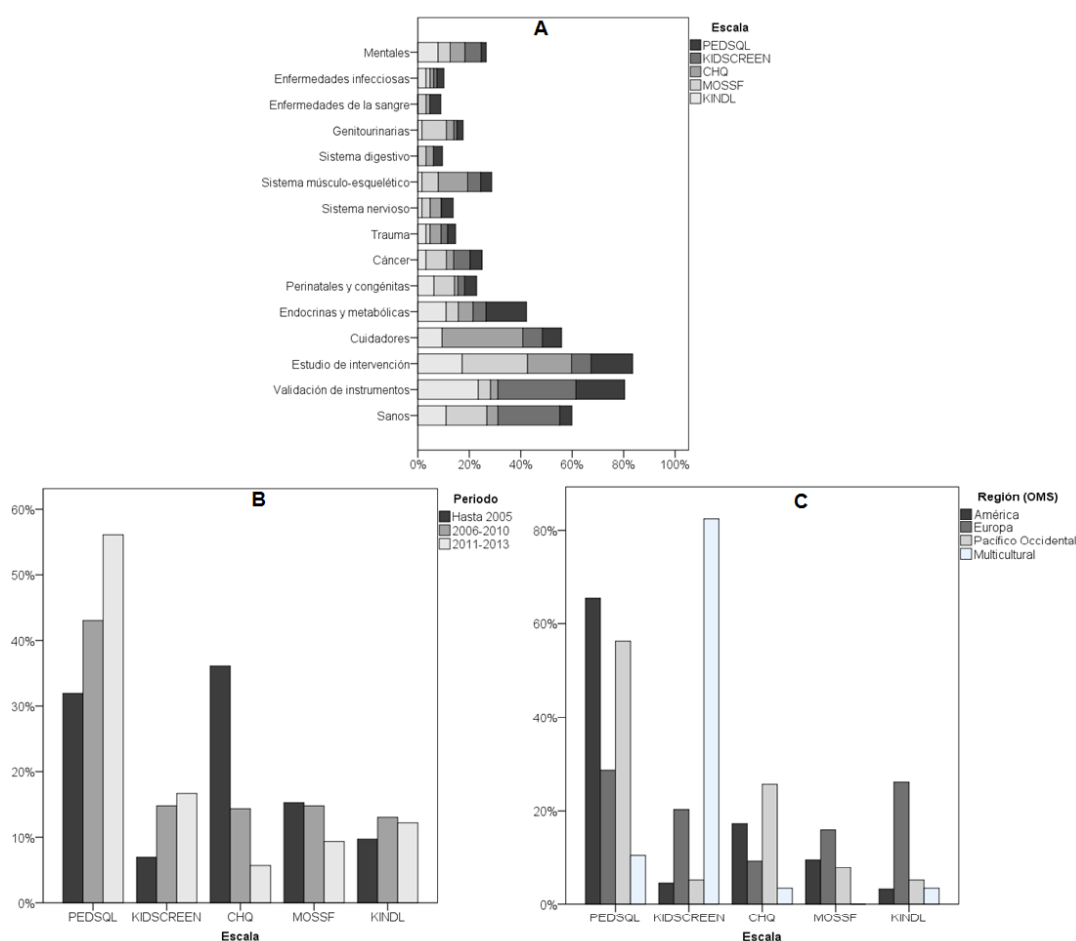 A
Escala
PEDSQL
KIDSCREEN
CHQ
MOSSF
KINDL
Mentales
Enfermedades infecciosas
Enfermedades de la sangre
Genitourinarias
Sistema digestivo
Sistema músculo-esquelético
Sistema nervioso
Trauma
Cáncer
Perinatales y congénitas
Endocrinas y metabólicas
Cuidadores
Estudio de intervención
Validación de instrumentos
Sanos
0% 20% 40% 60% 80% 100%
B
Periodo
Hasta 2005
2006-2010
2011-2013
60%
50%
40%
30%
20%
10%
0%
PEDSQL KIDSCREEN CHQ MOSSF KINDL
Escala
C
Región (OMS)
América
Europa
Pacífico Occidental
Multicultural
80%
60%
40%
20%
0%
PEDSQL KIDSCREEN CHQ MOSSF KINDL
Escala